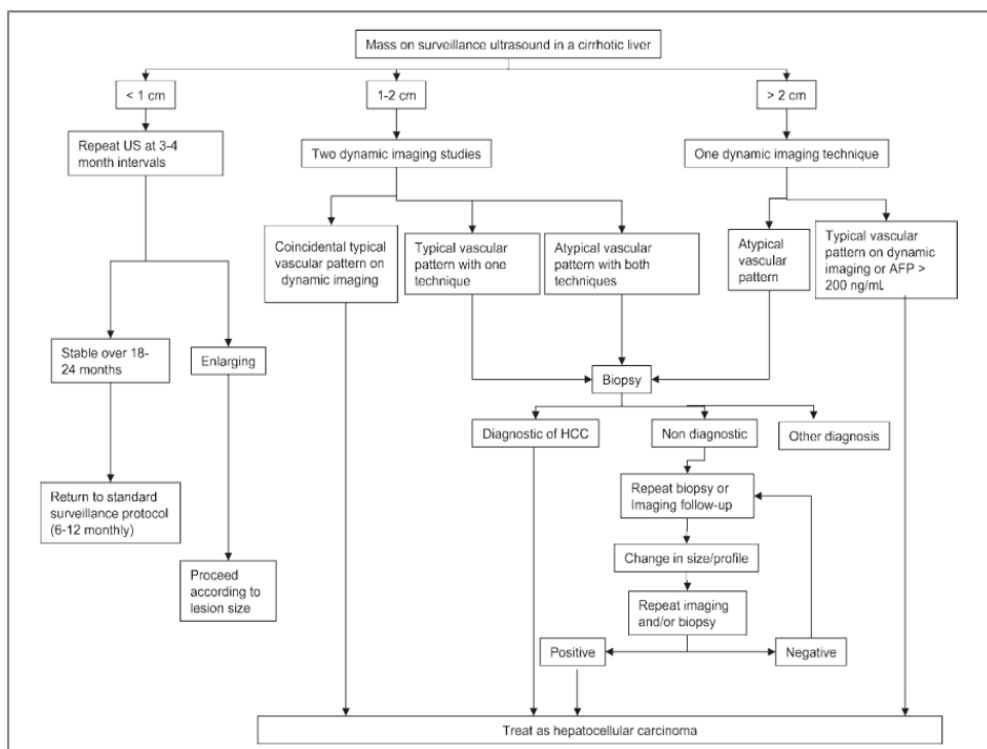 Mass on surveillance ultrasound in a cirrhotic liver
< 1 cm
1-2 cm
> 2 cm
Repeat US at 3-4
month intervals
Two dynamic imaging studies
One dynamic imaging technique
Coincidental typical
vascular pattern on
dynamic imaging
Typical vascular
pattern with one
technique
Atypical vascular
pattern with both
techniques
Atypical
vascular
pattern
Typical vascular
pattern on dynamic
imaging or AFP >
200 ng/mL
Stable over 18-
24 months
Enlarging
Biopsy
Diagnostic of HCC
Non diagnostic
Other diagnosis
Return to standard
surveillance protocol
(6-12 monthly)
Repeat biopsy or
Imaging follow-up
Change in size/profile
Proceed
according to
lesion size
Repeat imaging
and/or biopsy
Positive
Negative
Treat as hepatocellular carcinoma